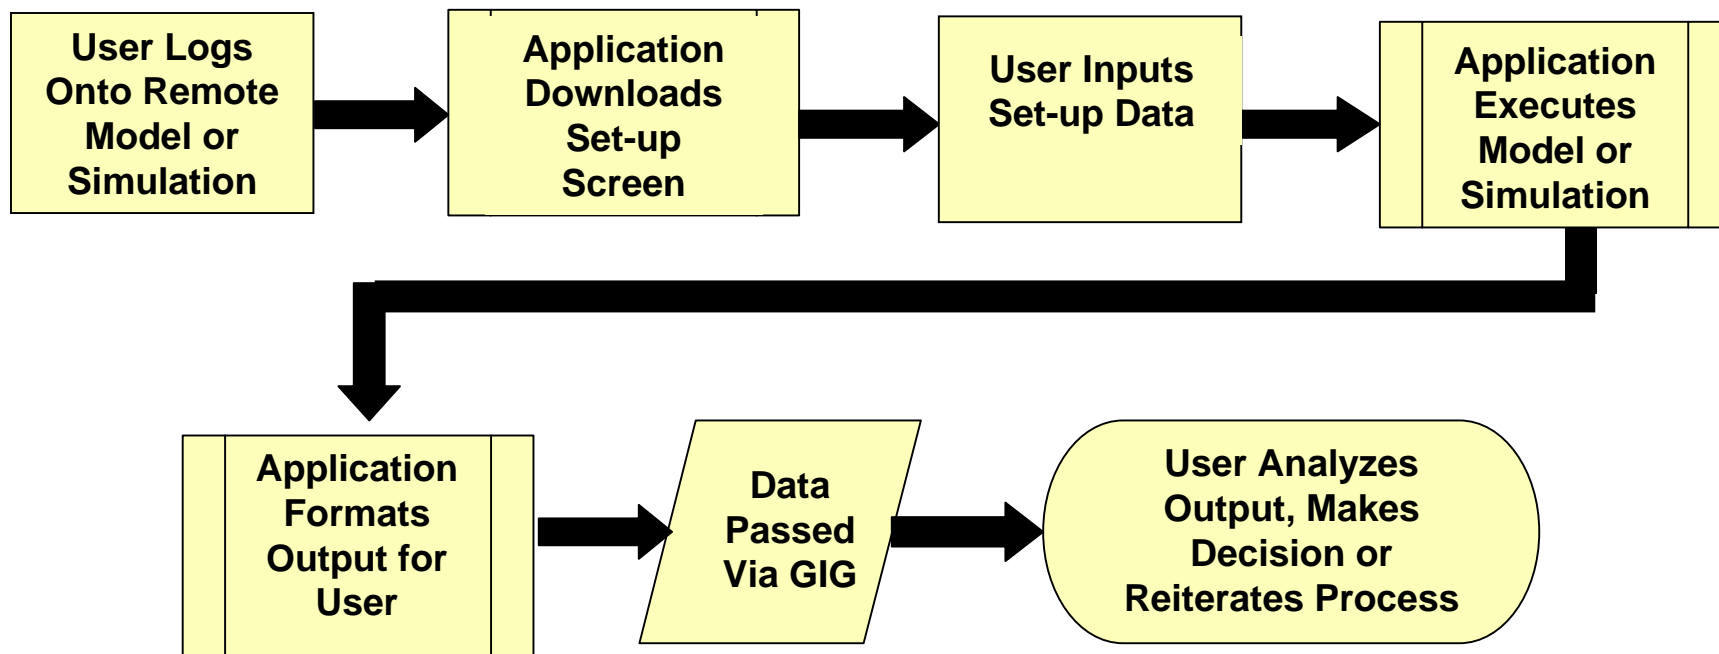 User Logs
Onto Remote
Model or
Simulation
Application
Downloads
Set-up
Screen
User Inputs
Set-up Data
Application
Executes
Model or
Simulation
Application
Formats
Output for
User
Data
Passed
Via GIG
User Analyzes
Output, Makes
Decision or
Reiterates Process